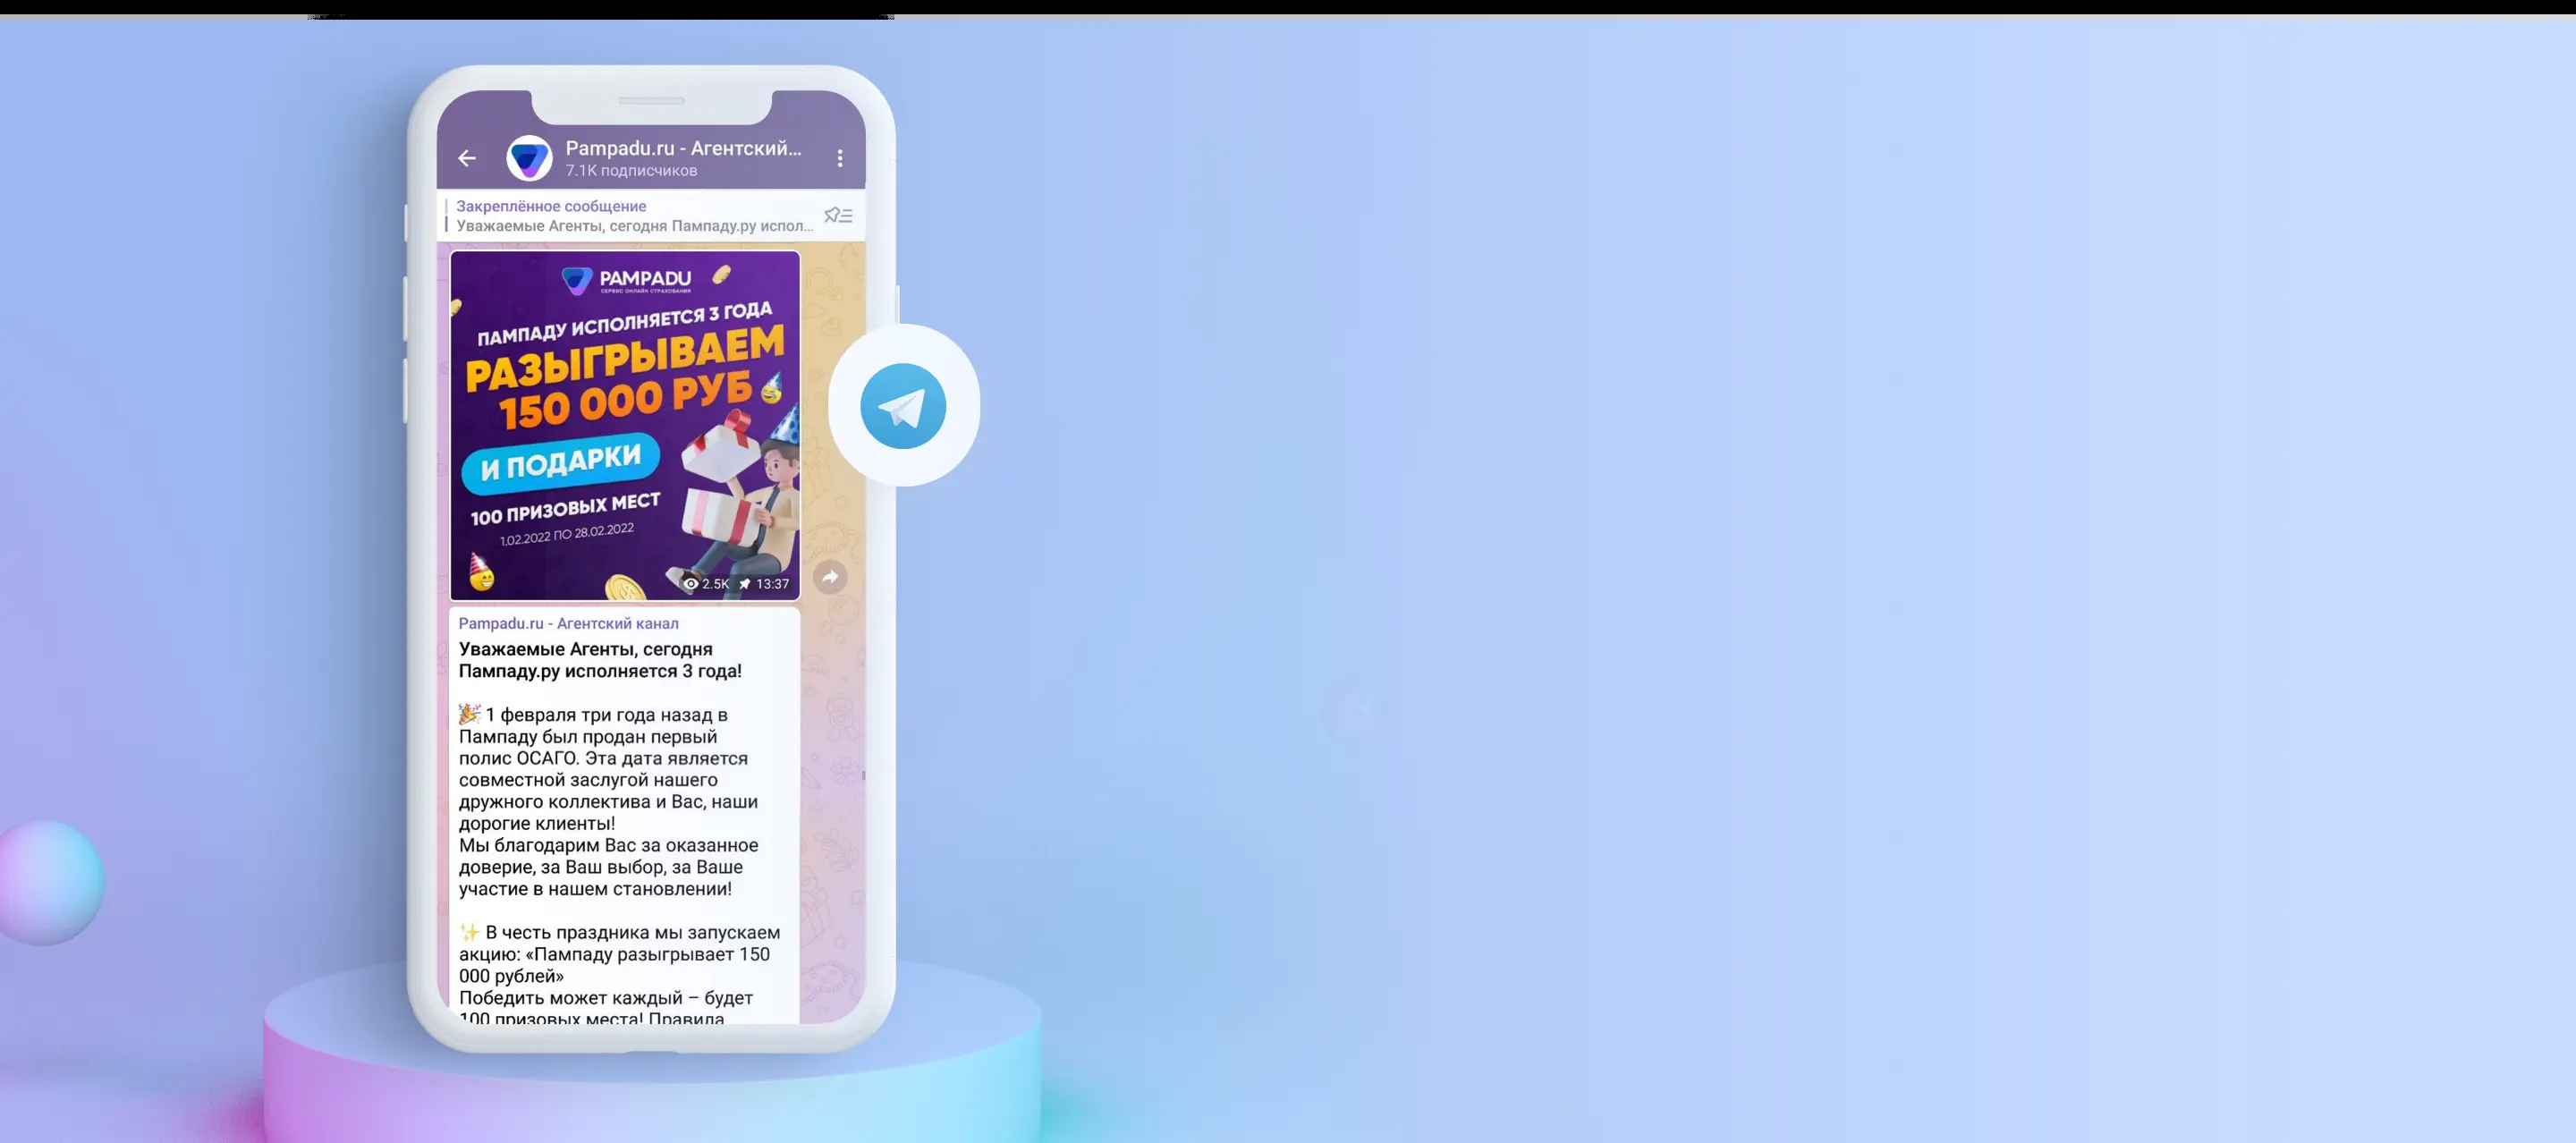 Pampadu.ru - Агентский...
7.1K подписчиков
Закреплённое сообщение
Уважаемые Агенты, сегодня Пампаду.ру испол...
PAMPADU
СЕРВИС ОНЛАЙН СТРАХОВАНИЯ
ПАМПАДУ ИСПОЛНЯЕТСЯ 3 ГОДА
РАЗЫГРЫВАЕМ
150 000 РУБ
И ПОДАРКИ
100 ПРИЗОВЫХ МЕСТ
1.02.2022 ПО 28.02.2022
2.5K 13:37
Pampadu.ru - Агентский канал
Уважаемые Агенты, сегодня
Пампаду.ру исполняется 3 года!
🎉 1 февраля три года назад в
Пампаду был продан первый
полис ОСАГО. Эта дата является
совместной заслугой нашего
дружного коллектива и Вас, наши
дорогие клиенты!
Мы благодарим Вас за оказанное
доверие, за Ваш выбор, за Ваше
участие в нашем становлении!
✨ В честь праздника мы запускаем
акцию: «Пампаду разыгрывает 150
000 рублей»
Победить может каждый – будет
100 призовых места! Правила